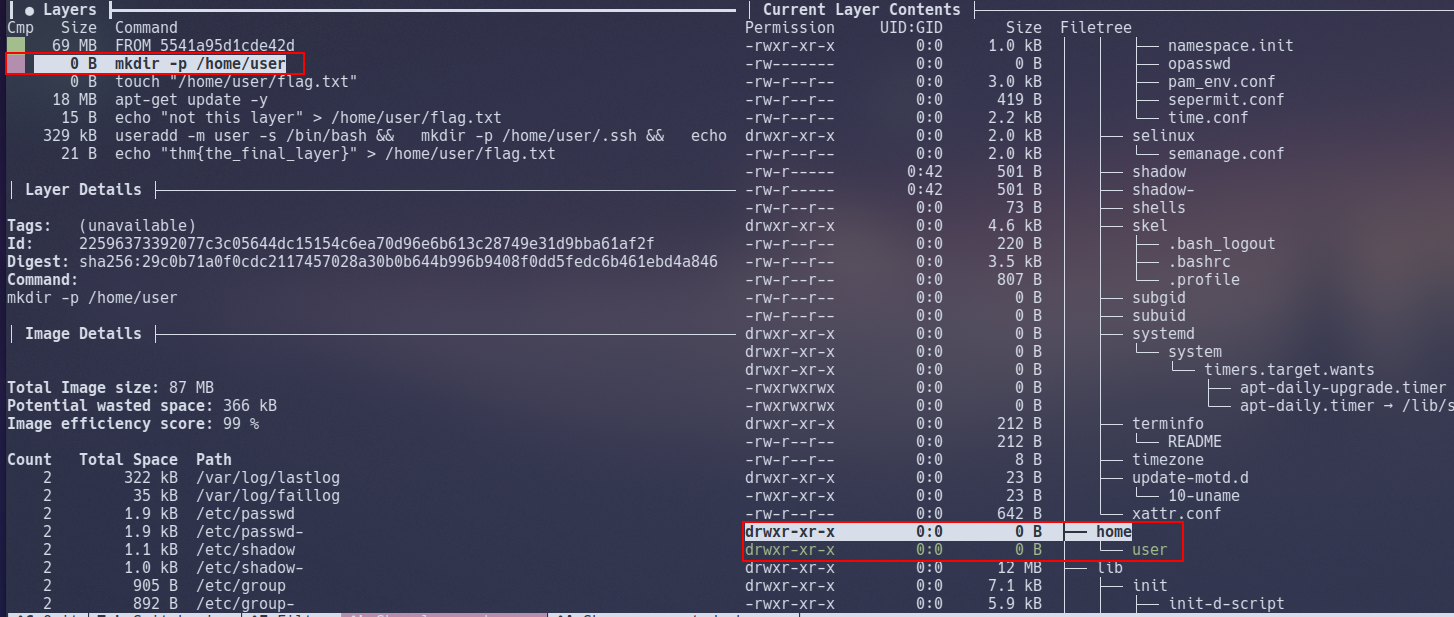 │ ● Layers ├──────────
Cmp Size Command
69 MB FROM 5541a95d1cde42d
0 B mkdir -p /home/user
0 B touch "/home/user/flag.txt"
18 MB apt-get update -y
15 B echo "not this layer" > /home/user/flag.txt
329 kB useradd -m user -s /bin/bash && mkdir -p /home/user/.ssh && echo
21 B echo "thm{the_final_layer}" > /home/user/flag.txt
│ Layer Details ├──────────
Tags: (unavailable)
Id: 22596373392077c3c05644dc15154c6ea70d96e6b613c28749e31d9bba61af2f
Digest: sha256:29c0b71a0f0cdc2117457028a30b0b644b996b9408f0dd5fedc6b461ebd4a846
Command:
mkdir -p /home/user
│ Image Details ├──────────
Total Image size: 87 MB
Potential wasted space: 366 kB
Image efficiency score: 99 %
Count Total Space Path
2 322 kB /var/log/lastlog
2 35 kB /var/log/faillog
2 1.9 kB /etc/passwd
2 1.9 kB /etc/passwd-
2 1.1 kB /etc/shadow
2 1.0 kB /etc/shadow-
2 905 B /etc/group
2 892 B /etc/group-
│ Current Layer Contents ├──────────
Permission UID:GID Size Filetree
-rwxr-xr-x 0:0 1.0 kB │ │ ├── namespace.init
-rw------- 0:0 0 B │ │ ├── opasswd
-rw-r--r-- 0:0 3.0 kB │ │ ├── pam_env.conf
-rw-r--r-- 0:0 419 B │ │ ├── sepermit.conf
-rw-r--r-- 0:0 2.2 kB │ │ └── time.conf
drwxr-xr-x 0:0 2.0 kB │ ├── selinux
-rw-r--r-- 0:0 2.0 kB │ │ └── semanage.conf
-rw-r----- 0:42 501 B │ ├── shadow
-rw-r----- 0:42 501 B │ ├── shadow-
-rw-r--r-- 0:0 73 B │ ├── shells
drwxr-xr-x 0:0 4.6 kB │ ├── skel
-rw-r--r-- 0:0 220 B │ │ ├── .bash_logout
-rw-r--r-- 0:0 3.5 kB │ │ ├── .bashrc
-rw-r--r-- 0:0 807 B │ │ └── .profile
-rw-r--r-- 0:0 0 B │ ├── subgid
-rw-r--r-- 0:0 0 B │ ├── subuid
drwxr-xr-x 0:0 0 B │ ├── systemd
drwxr-xr-x 0:0 0 B │ │ └── system
drwxr-xr-x 0:0 0 B │ │ └── timers.target.wants
-rwxrwxrwx 0:0 0 B │ │ ├── apt-daily-upgrade.timer
-rwxrwxrwx 0:0 0 B │ │ └── apt-daily.timer → /lib/s
drwxr-xr-x 0:0 212 B │ ├── terminfo
-rw-r--r-- 0:0 212 B │ │ └── README
-rw-r--r-- 0:0 8 B │ ├── timezone
drwxr-xr-x 0:0 23 B │ ├── update-motd.d
-rwxr-xr-x 0:0 23 B │ │ └── 10-uname
-rw-r--r-- 0:0 642 B │ └── xattr.conf
drwxr-xr-x 0:0 0 B ├── home
drwxr-xr-x 0:0 0 B │ └── user
drwxr-xr-x 0:0 12 MB ├── lib
drwxr-xr-x 0:0 7.1 kB │ ├── init
-rwxr-xr-x 0:0 5.9 kB │ │ ├── init-d-script